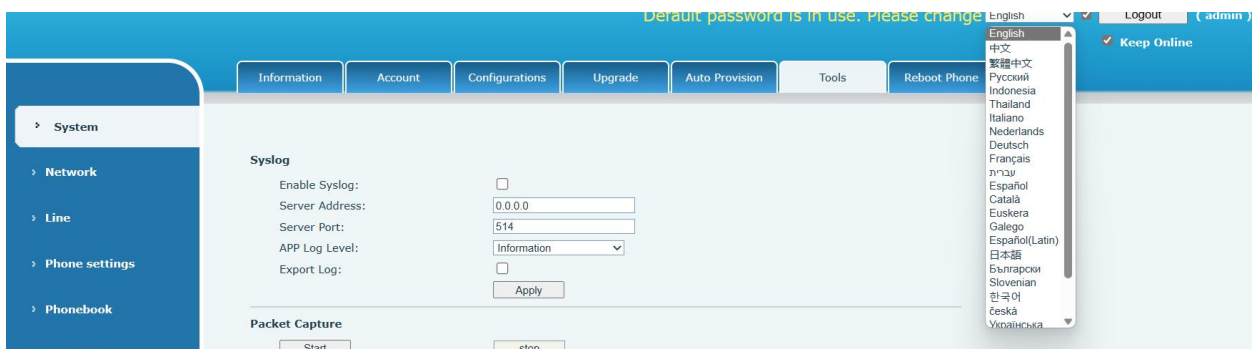 Default password is in use. Please change
English
Logout
( admin )
Keep Online
Information
Account
Configurations
Upgrade
Auto Provision
Tools
Reboot Phone
English
中文
繁體中文
Русский
Indonesia
Thailand
Italiano
Nederlands
Deutsch
Français
עברית
Español
Català
Euskera
Galego
Español(Latin)
日本語
Български
Slovenian
한국어
česká
Українська
System
Network
Line
Phone settings
Phonebook
Syslog
Enable Syslog:
Server Address: 0.0.0.0
Server Port: 514
APP Log Level: Information
Export Log:
Apply
Packet Capture
Start stop